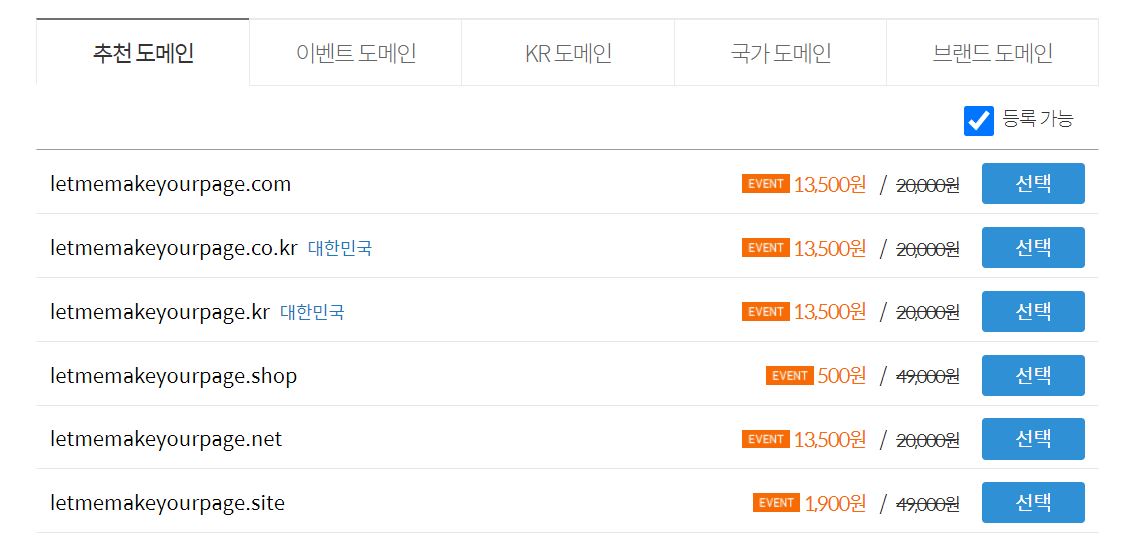 추천 도메인 이벤트 도메인 KR 도메인 국가 도메인 브랜드 도메인
등록 가능
letmemakeyourpage.com EVENT 13,500원 / 20,000원 선택
letmemakeyourpage.co.kr 대한민국 EVENT 13,500원 / 20,000원 선택
letmemakeyourpage.kr 대한민국 EVENT 13,500원 / 20,000원 선택
letmemakeyourpage.shop EVENT 500원 / 49,000원 선택
letmemakeyourpage.net EVENT 13,500원 / 20,000원 선택
letmemakeyourpage.site EVENT 1,900원 / 49,000원 선택